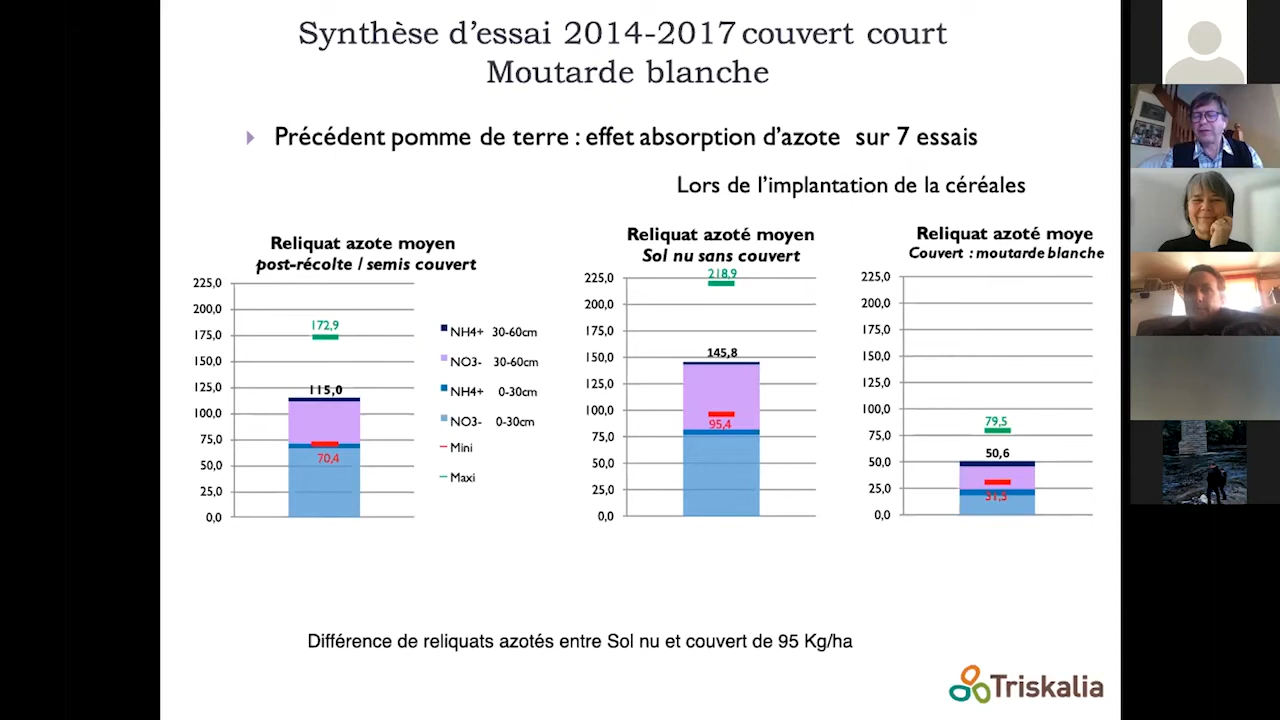 Synthèse d'essai 2014-2017 couvert court
Moutarde blanche
Précédent pomme de terre : effet absorption d'azote sur 7 essais
Lors de l'implantation de la céréales
Reliquat azote moyen
post-récolte / semis couvert
225,0
200,0
175,0
150,0
125,0
100,0
75,0
50,0
25,0
0,0
172,9
115,0
70,4
NH4+ 30-60cm
NO3- 30-60cm
NH4+ 0-30cm
NO3- 0-30cm
Mini
Maxi
Reliquat azoté moyen
Sol nu sans couvert
225,0
200,0
175,0
150,0
125,0
100,0
75,0
50,0
25,0
0,0
218,9
145,8
95,4
Reliquat azoté moye
Couvert : moutarde blanche
225,0
200,0
175,0
150,0
125,0
100,0
75,0
50,0
25,0
0,0
79,5
50,6
31,5
Différence de reliquats azotés entre Sol nu et couvert de 95 Kg/ha
Triskalia